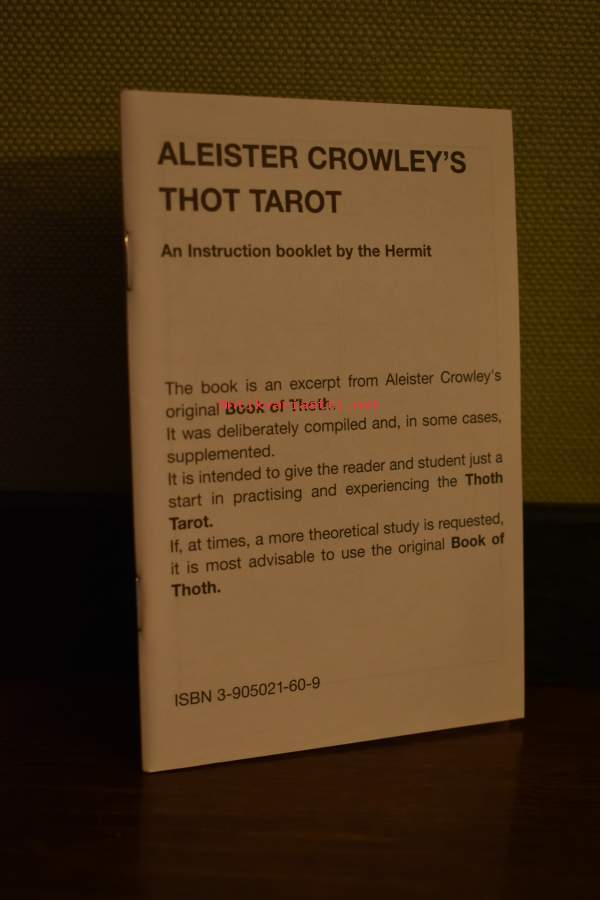 ALEISTER CROWLEY'S
THOT TAROT
An Instruction booklet by the Hermit
The book is an excerpt from Aleister Crowley's
original Book of Thoth.
It was deliberately compiled and, in some cases,
supplemented.
It is intended to give the reader and student just a
start in practising and experiencing the Thoth
Tarot.
If, at times, a more theoretical study is requested,
it is most advisable to use the original Book of
Thoth.
ISBN 3-905021-60-9